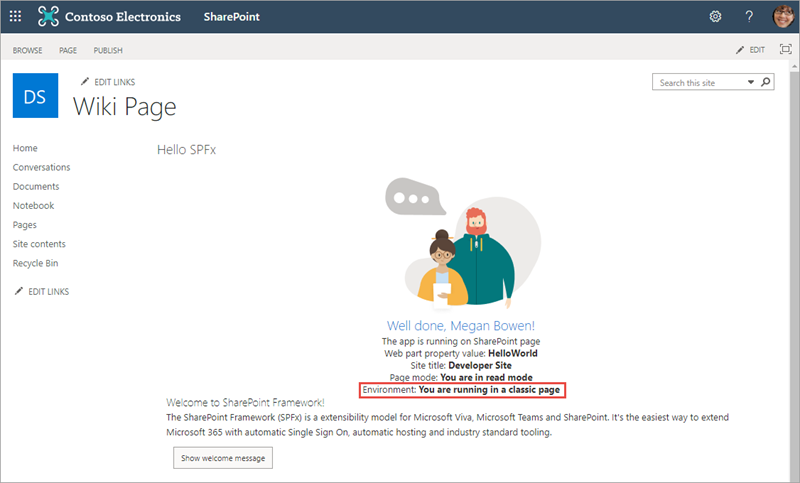 Contoso Electronics SharePoint ?
BROWSE PAGE PUBLISH EDIT
DS
EDIT LINKS
Wiki Page
Search this site
Home
Conversations
Documents
Notebook
Pages
Site contents
Recycle Bin
EDIT LINKS
Hello SPFx
Well done, Megan Bowen!
The app is running on SharePoint page
Web part property value: HelloWorld
Site title: Developer Site
Page mode: You are in read mode
Environment: You are running in a classic page
Welcome to SharePoint Framework!
The SharePoint Framework (SPFx) is a extensibility model for Microsoft Viva, Microsoft Teams and SharePoint. It's the easiest way to extend
Microsoft 365 with automatic Single Sign On, automatic hosting and industry standard tooling.
Show welcome message